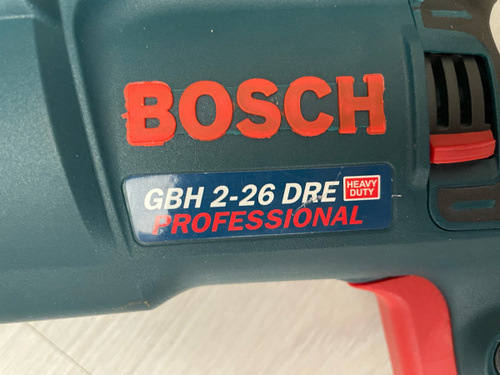 BOSCH
GBH 2-26 DRE HEAVY DUTY
PROFESSIONAL